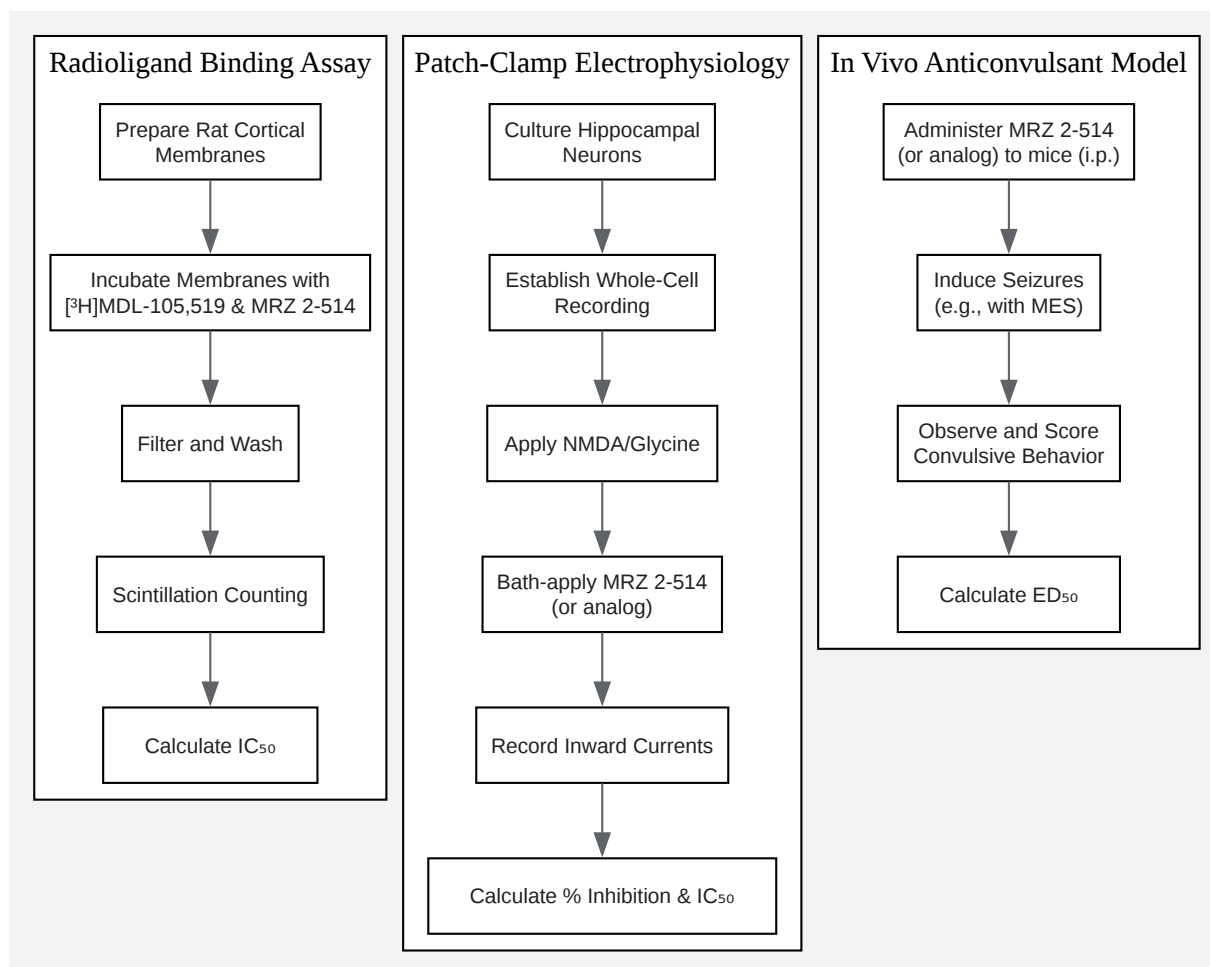 Radioligand Binding Assay
Prepare Rat Cortical
Membranes
Incubate Membranes with
[³H]MDL-105,519 & MRZ 2-514
Filter and Wash
Scintillation Counting
Calculate IC₅₀
Patch-Clamp Electrophysiology
Culture Hippocampal
Neurons
Establish Whole-Cell
Recording
Apply NMDA/Glycine
Bath-apply MRZ 2-514
(or analog)
Record Inward Currents
Calculate % Inhibition & IC₅₀
In Vivo Anticonvulsant Model
Administer MRZ 2-514
(or analog) to mice (i.p.)
Induce Seizures
(e.g., with MES)
Observe and Score
Convulsive Behavior
Calculate ED₅₀